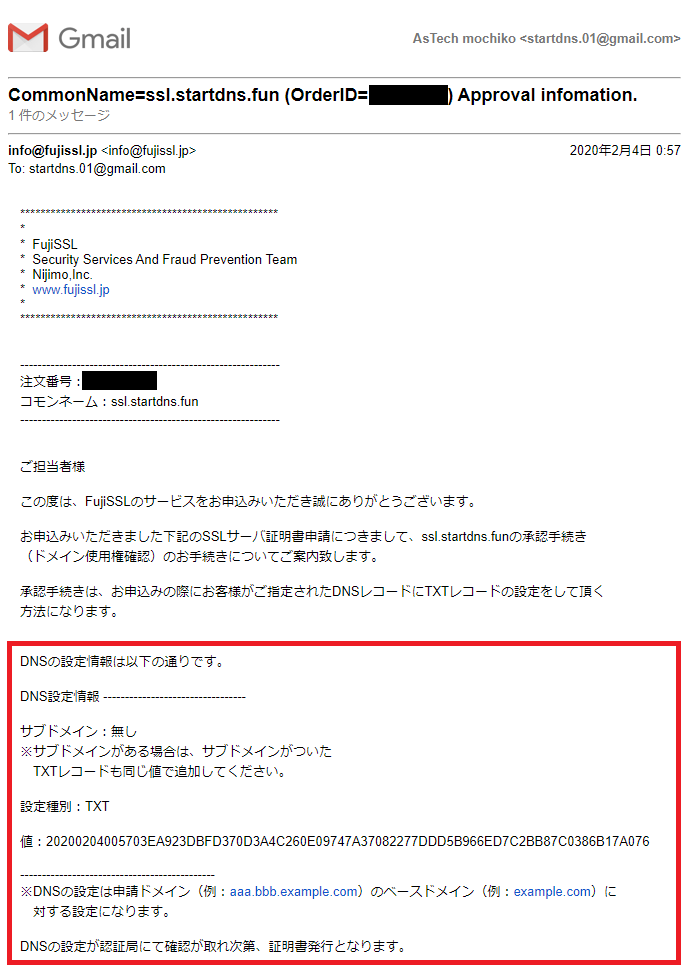 Gmail
AsTech mochiko <startdns.01@gmail.com>
CommonName=ssl.startdns.fun (OrderID= ) Approval infomation.
1 件のメッセージ
info@fujissl.jp <info@fujissl.jp>
2020年2月4日 0:57
To: startdns.01@gmail.com
***************************************************
*
* FujiSSL
* Security Services And Fraud Prevention Team
* Nijimo,Inc.
* www.fujissl.jp
*
***************************************************
------------------------------------------------------------
注文番号：
コモンネーム：ssl.startdns.fun
------------------------------------------------------------
ご担当者様
この度は、FujiSSLのサービスをお申込みいただき誠にありがとうございます。
お申込みいただきました下記のSSLサーバ証明書申請につきまして、ssl.startdns.funの承認手続き
（ドメイン使用権確認）のお手続きについてご案内致します。
承認手続きは、お申込みの際にお客様がご指定されたDNSレコードにTXTレコードの設定をして頂く
方法になります。
DNSの設定情報は以下の通りです。
DNS設定情報 ---------------------------------
サブドメイン：無し
※サブドメインがある場合は、サブドメインがついた
TXTレコードも同じ値で追加してください。
設定種別：TXT
値：20200204005703EA923DBFD370D3A4C260E09747A37082277DDD5B966ED7C2BB87C0386B17A076
---------------------------------------------
※DNSの設定は申請ドメイン（例：aaa.bbb.example.com）のベースドメイン（例：example.com）に
対する設定になります。
DNSの設定が認証局にて確認が取れ次第、証明書発行となります。